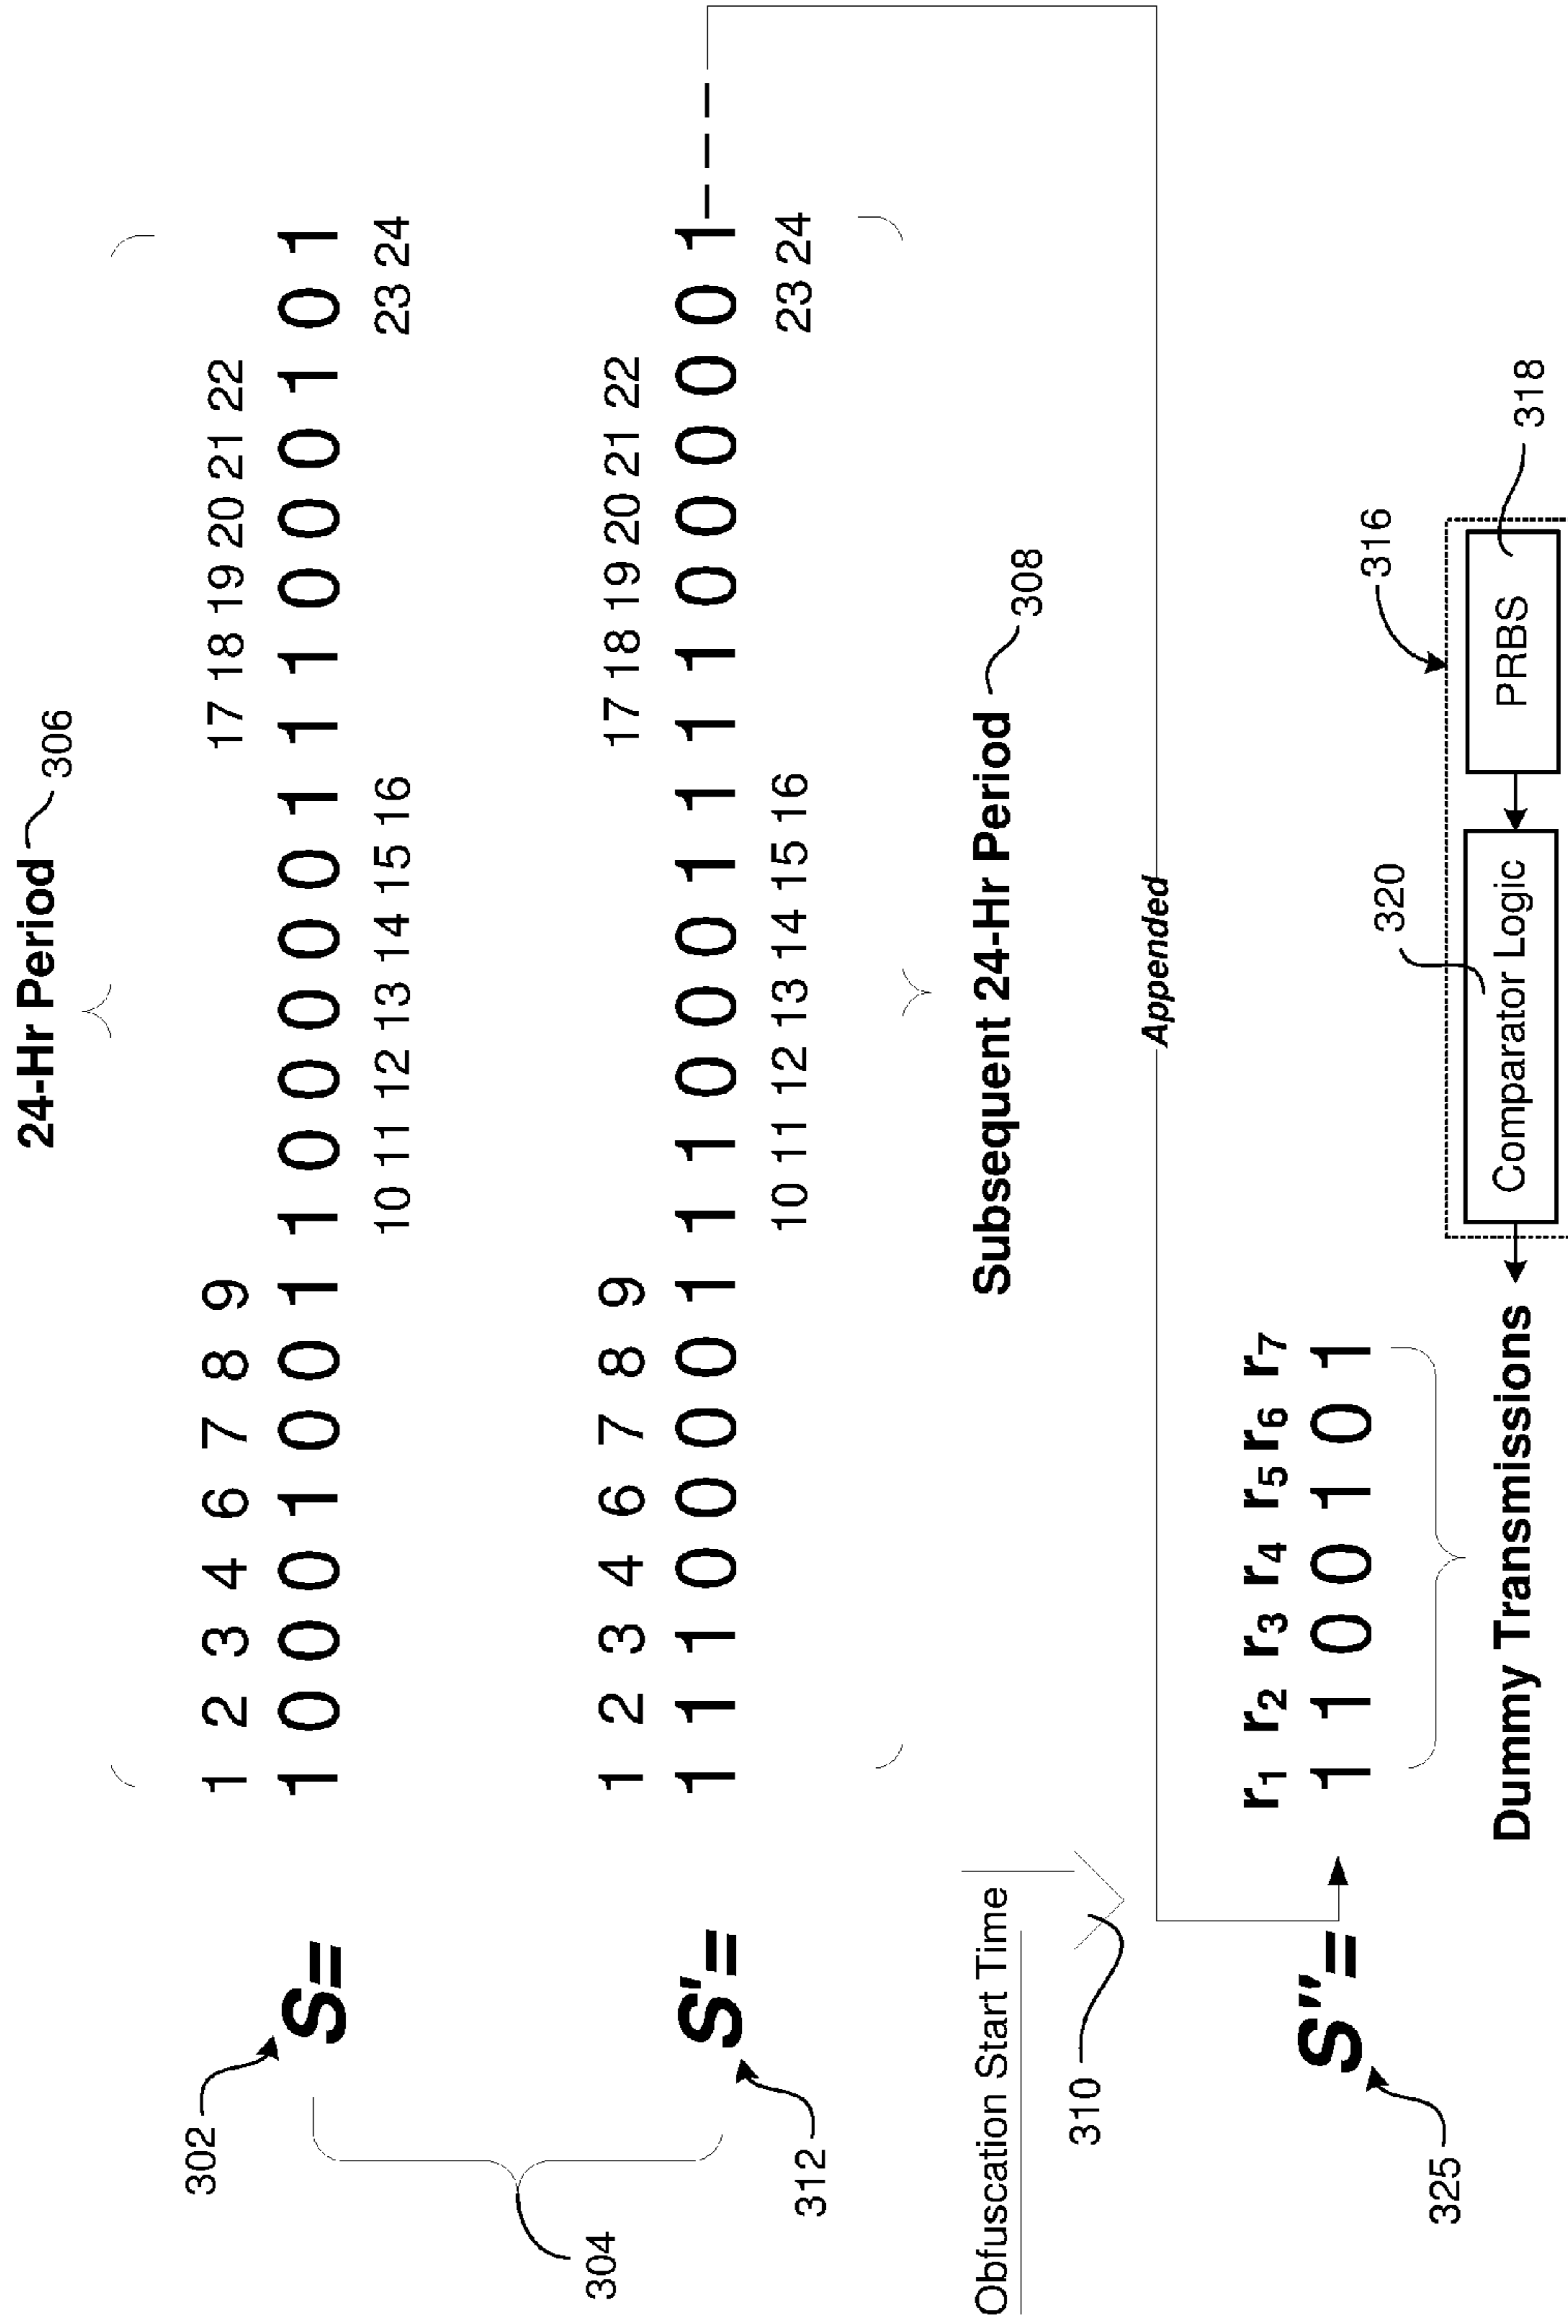 24-Hr Period 306
1 2 3 4 6 7 8 9 17 18 19 20 21 22
302
S= 1 0 0 0 1 0 0 1 1 0 0 0 0 0 1 1 1 0 0 0 1 0 1
10 11 12 13 14 15 16 23 24
304
1 2 3 4 6 7 8 9 17 18 19 20 21 22
S'= 1 1 1 0 0 0 0 1 1 1 0 0 0 1 1 1 1 0 0 0 0 0 1
312
10 11 12 13 14 15 16 23 24
Obfuscation Start Time
Subsequent 24-Hr Period 308
310
Appended
r1 r2 r3 r4 r5 r6 r7
S''= 1 1 0 0 1 0 1
325
320
316
Dummy Transmissions
Comparator Logic
PRBS
318